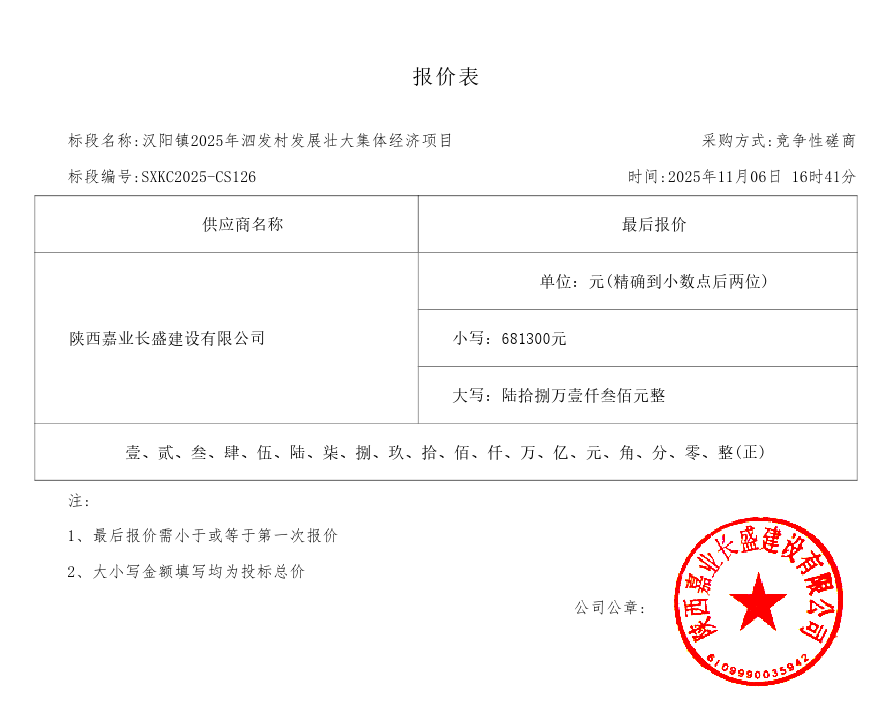 报价表
标段名称:汉阳镇2025年泗发村发展壮大集体经济项目 采购方式:竞争性磋商
标段编号:SXKC2025-CS126 时间:2025年11月06日 16时41分
供应商名称 最后报价
单位: 元(精确到小数点后两位)
陕西嘉业长盛建设有限公司 小写: 681300元
大写: 陆拾捌万壹仟叁佰元整
壹、贰、叁、肆、伍、陆、柒、捌、玖、拾、佰、仟、万、亿、元、角、分、零、整(正)
注:
1、最后报价需小于或等于第一次报价
2、大小写金额填写均为投标总价
公司公章:
陕西嘉业长盛建设有限公司
6109990035942